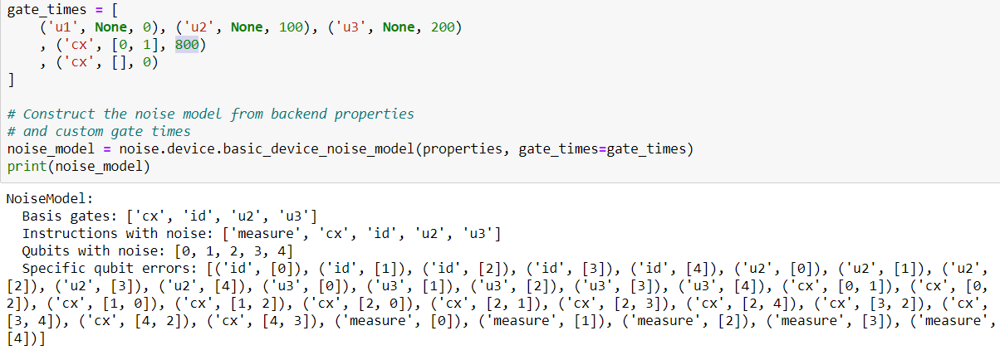 gate_times = [
    ('u1', None, 0), ('u2', None, 100), ('u3', None, 200)
    , ('cx', [0, 1], 800)
    , ('cx', [], 0)
]
# Construct the noise model from backend properties
# and custom gate times
noise_model = noise.device.basic_device_noise_model(properties, gate_times=gate_times)
print(noise_model)
NoiseModel:
  Basis gates: ['cx', 'id', 'u2', 'u3']
  Instructions with noise: ['measure', 'cx', 'id', 'u2', 'u3']
  Qubits with noise: [0, 1, 2, 3, 4]
  Specific qubit errors: [('id', [0]), ('id', [1]), ('id', [2]), ('id', [3]), ('id', [4]), ('u2', [0]), ('u2', [1]), ('u2',
[2]), ('u2', [3]), ('u2', [4]), ('u3', [0]), ('u3', [1]), ('u3', [2]), ('u3', [3]), ('u3', [4]), ('cx', [0, 1]), ('cx', [0,
2]), ('cx', [1, 0]), ('cx', [1, 2]), ('cx', [2, 0]), ('cx', [2, 1]), ('cx', [2, 3]), ('cx', [2, 4]), ('cx', [3, 2]), ('cx',
[3, 4]), ('cx', [4, 2]), ('cx', [4, 3]), ('measure', [0]), ('measure', [1]), ('measure', [2]), ('measure', [3]), ('measure',
[4])]